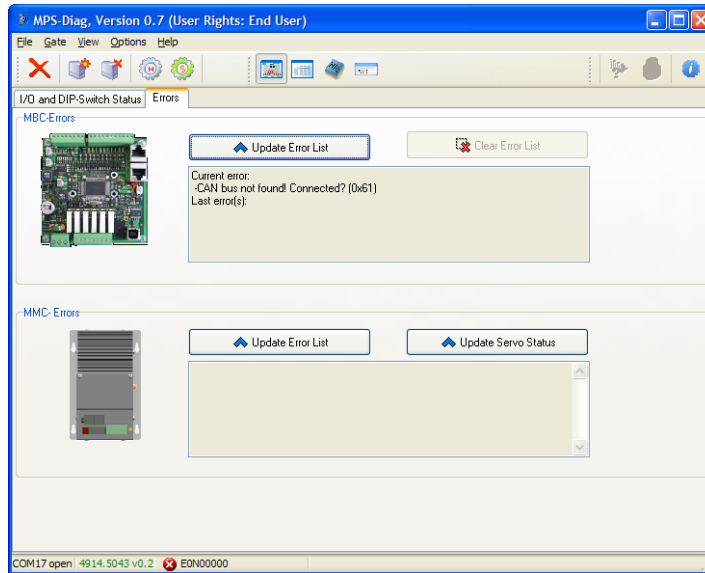 MPS-Diag, Version 0.7 (User Rights: End User)
File Gate View Options Help
I/O and DIP-Switch Status Errors
MBC-Errors
Update Error List Clear Error List
Current error:
-CAN bus not found! Connected? (0x61)
Last error(s):
MMC- Errors
Update Error List Update Servo Status
COM17 open 4914.5043 v0.2 E0N00000